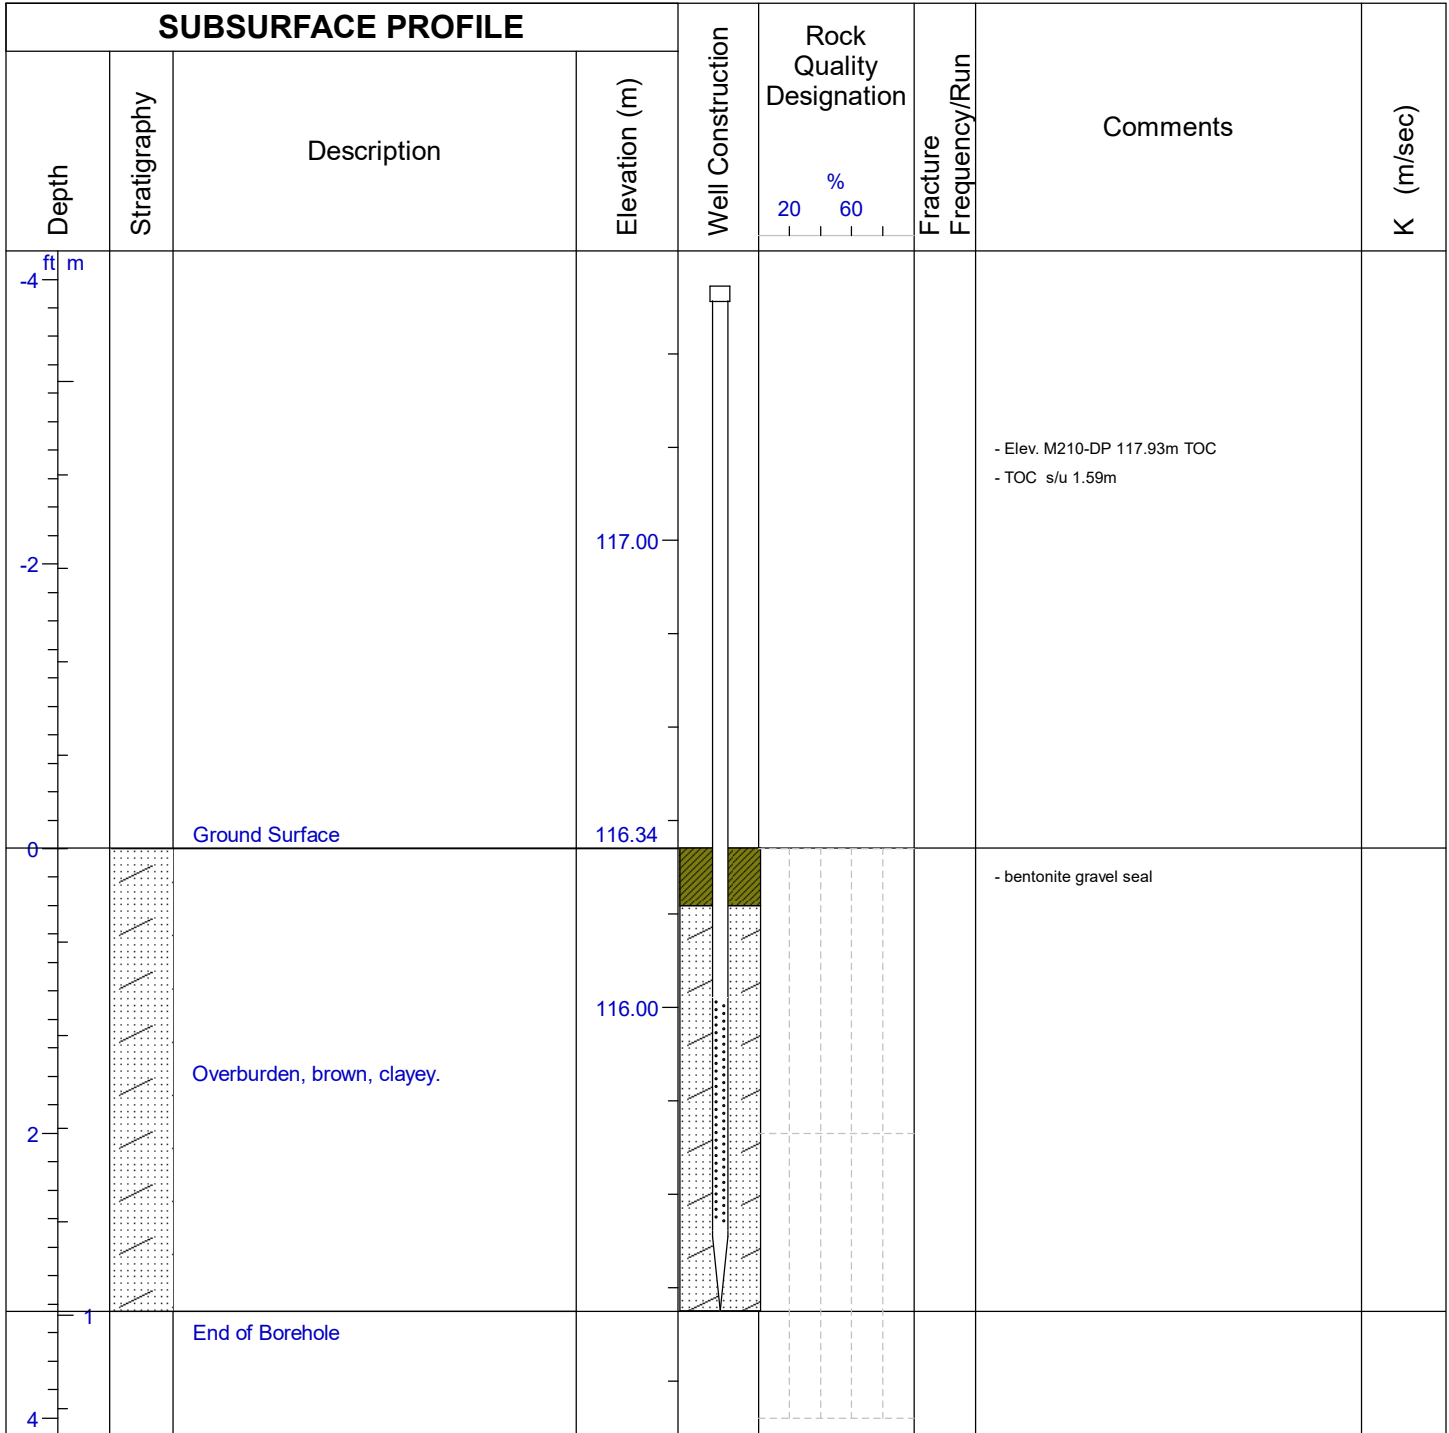 SUBSURFACE PROFILE
Depth
Stratigraphy
Description
Elevation (m)
Well Construction
Rock
Quality
Designation
%
20 60
Fracture
Frequency/Run
Comments
K (m/sec)
ft m
-4
- Elev. M210-DP 117.93m TOC
- TOC s/u 1.59m
117.00
-2
Ground Surface 116.34
0
- bentonite gravel seal
116.00
Overburden, brown, clayey.
2
1
End of Borehole
4